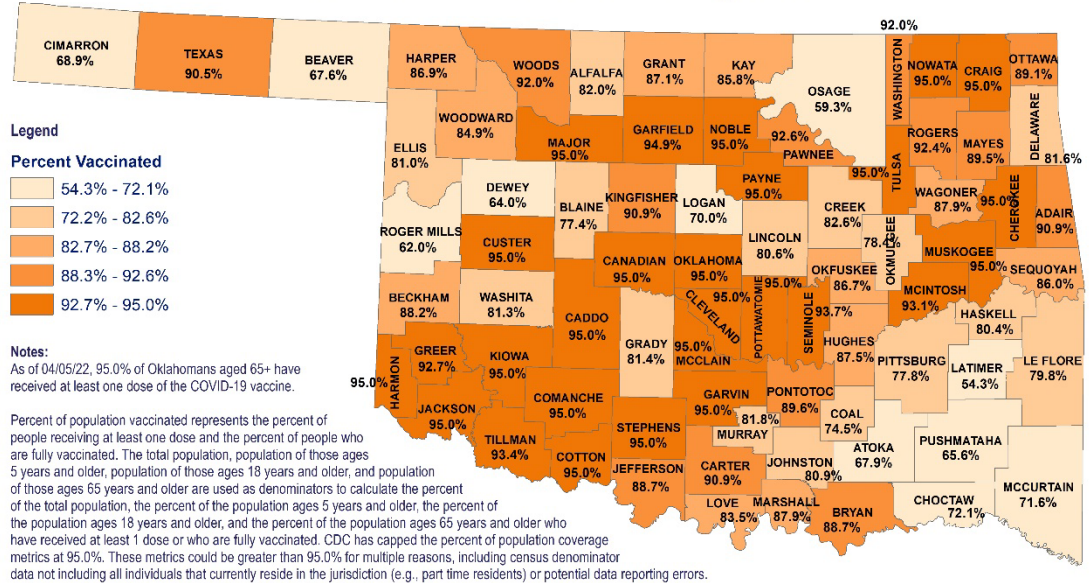 92.0%
CIMARRON
68.9%
TEXAS
90.5%
BEAVER
67.6%
HARPER
86.9%
WOODS
92.0%
ALFALFA
82.0%
GRANT
87.1%
KAY
85.8%
OSAGE
59.3%
WASHINGTON
NOWATA
95.0%
CRAIG
95.0%
OTTAWA
89.1%
WOODWARD
84.9%
ELLIS
81.0%
MAJOR
95.0%
GARFIELD
94.9%
NOBLE
95.0%
92.6%
PAWNEE
ROGERS
92.4%
MAYES
89.5%
DELAWARE
81.6%
Legend
Percent Vaccinated
54.3% - 72.1%
72.2% - 82.6%
82.7% - 88.2%
88.3% - 92.6%
92.7% - 95.0%
DEWEY
64.0%
BLAINE
77.4%
KINGFISHER
90.9%
LOGAN
70.0%
PAYNE
95.0%
95.0%
TULSA
CREEK
82.6%
WAGONER
87.9%
95.0%
CHEROKEE
ADAIR
90.9%
ROGER MILLS
62.0%
CUSTER
95.0%
CANADIAN
95.0%
OKLAHOMA
95.0%
LINCOLN
80.6%
78.4%
OKMULGEE
MUSKOGEE
95.0%
OKFUSKEE
86.7%
MCINTOSH
93.1%
SEQUOYAH
86.0%
BECKHAM
88.2%
WASHITA
81.3%
CADDO
95.0%
GRADY
81.4%
95.0%
CLEVELAND
95.0%
MCCLAIN
95.0%
POTTAWATOMIE
SEMINOLE
93.7%
HUGHES
87.5%
HASKELL
80.4%
PITTSBURG
77.8%
LATIMER
54.3%
LE FLORE
79.8%
Notes:
As of 04/05/22, 95.0% of Oklahomans aged 65+ have
received at least one dose of the COVID-19 vaccine.
95.0%
HARMON
GREER
92.7%
KIOWA
95.0%
JACKSON
95.0%
COMANCHE
95.0%
TILLMAN
93.4%
COTTON
95.0%
STEPHENS
95.0%
JEFFERSON
88.7%
GARVIN
95.0%
PONTOTOC
89.6%
81.8%
MURRAY
COAL
74.5%
CARTER
90.9%
JOHNSTON
80.9%
ATOKA
67.9%
PUSHMATAHA
65.6%
LOVE
83.5%
MARSHALL
87.9%
BRYAN
88.7%
CHOCTAW
72.1%
MCCURTAIN
71.6%
Percent of population vaccinated represents the percent of
people receiving at least one dose and the percent of people who
are fully vaccinated. The total population, population of those ages
5 years and older, population of those ages 18 years and older, and population
of those ages 65 years and older are used as denominators to calculate the percent
of the total population, the percent of the population ages 5 years and older, the percent of
the population ages 18 years and older, and the percent of the population ages 65 years and older who
have received at least 1 dose or who are fully vaccinated. CDC has capped the percent of population coverage
metrics at 95.0%. These metrics could be greater than 95.0% for multiple reasons, including census denominator
data not including all individuals that currently reside in the jurisdiction (e.g., part time residents) or potential data reporting errors.